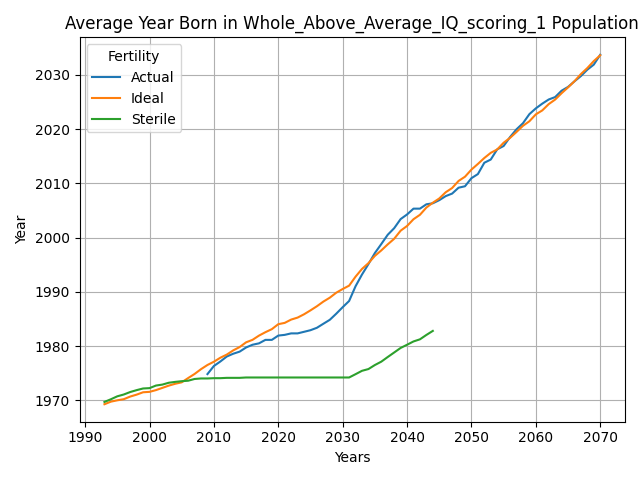 Average Year Born in Whole_Above_Average_IQ_scoring_1 Population
Fertility
Actual
Ideal
Sterile
2030
2020
2010
2000
1990
1980
1970
Year
1990 2000 2010 2020 2030 2040 2050 2060 2070
Years